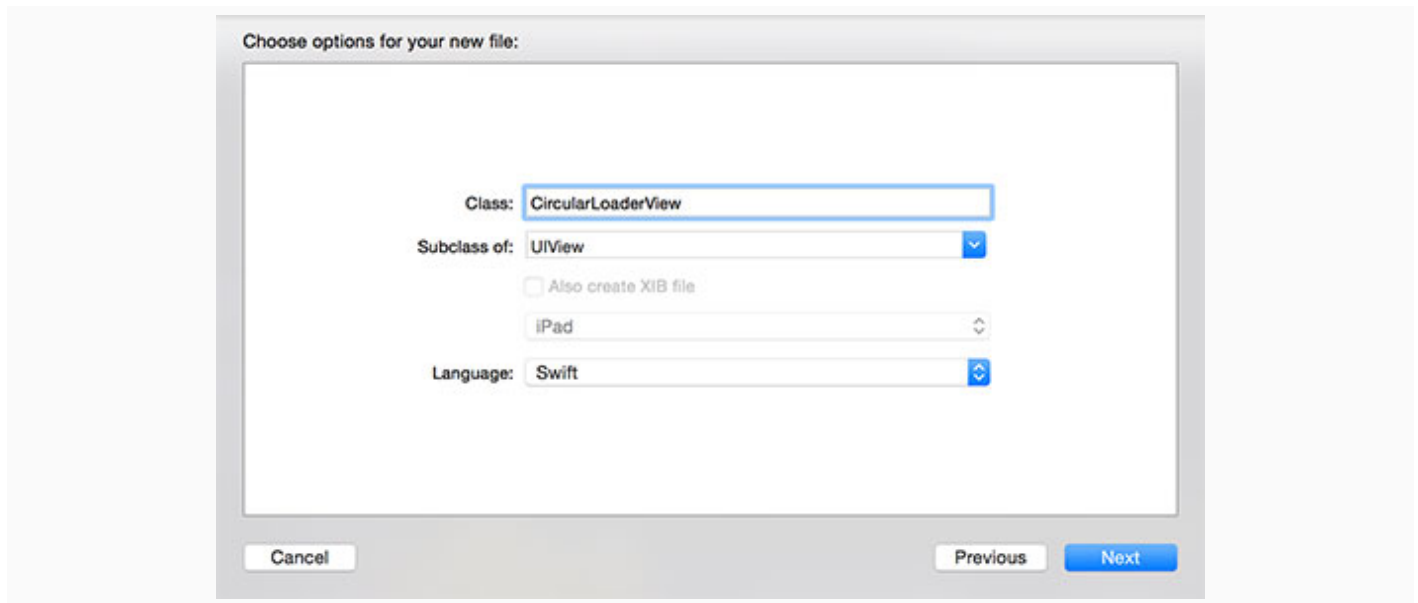 Choose options for your new file:
Class: CircularLoaderView
Subclass of: UIView
Also create XIB file
iPad
Language: Swift
Cancel Previous Next